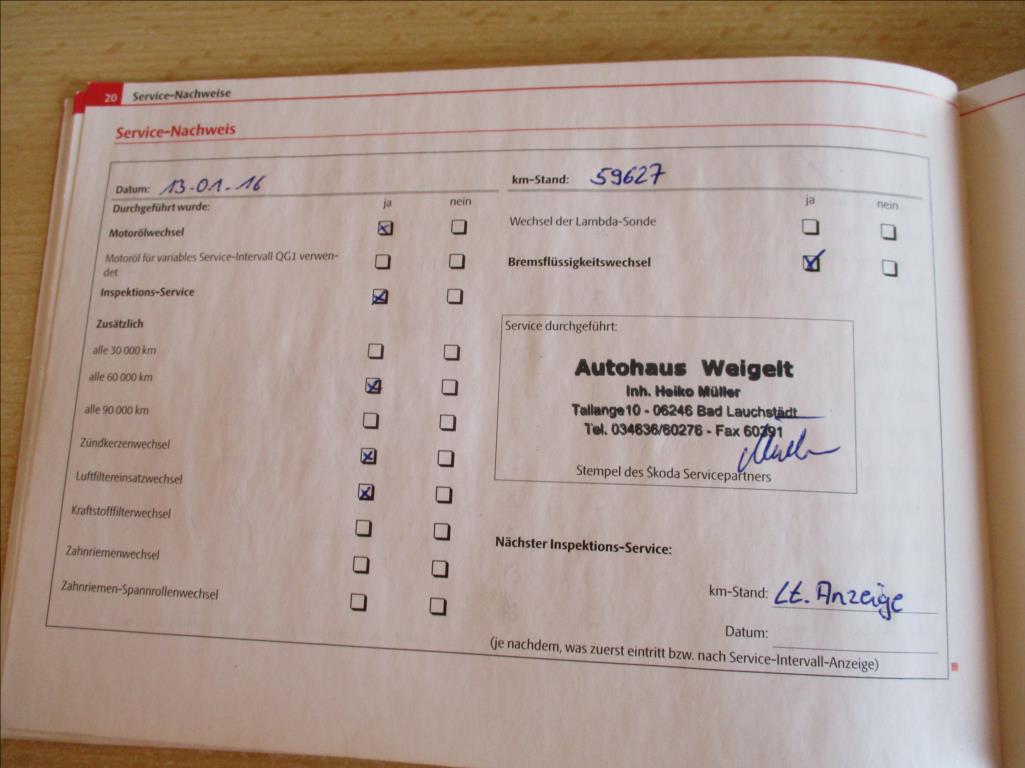 20 Service-Nachweise
Service-Nachweis
Datum: 13.01.16
km-Stand: 59627
Durchgeführt wurde:
ja nein
Motorölwechsel
Motoröl für variables Service-Intervall QG1 verwen-
det
Inspektions-Service
Zusätzlich
alle 30 000 km
alle 60 000 km
alle 90 000 km
Zündkerzenwechsel
Luftfiltereinsatzwechsel
Kraftstofffilterwechsel
Zahnriemenwechsel
Zahnriemen-Spannrollenwechsel
ja nein
Wechsel der Lambda-Sonde
Bremsflüssigkeitswechsel
Service durchgeführt:
Autohaus Weigelt
Inh. Heiko Müller
Tallange10 - 06246 Bad Lauchstädt
Tel. 034636/60276 - Fax 60291
Stempel des Škoda Servicepartners
Nächster Inspektions-Service:
km-Stand: Lt. Anzeige
Datum:
(je nachdem, was zuerst eintritt bzw. nach Service-Intervall-Anzeige)